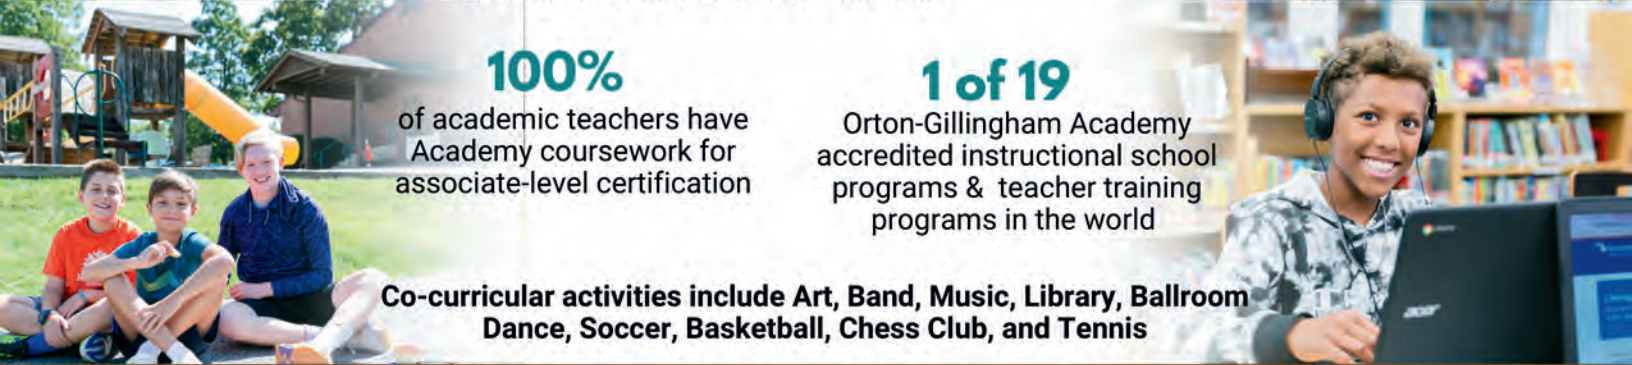 100%
of academic teachers have
Academy coursework for
associate-level certification
1 of 19
Orton-Gillingham Academy
accredited instructional school
programs & teacher training
programs in the world
Co-curricular activities include Art, Band, Music, Library, Ballroom
Dance, Soccer, Basketball, Chess Club, and Tennis
acer